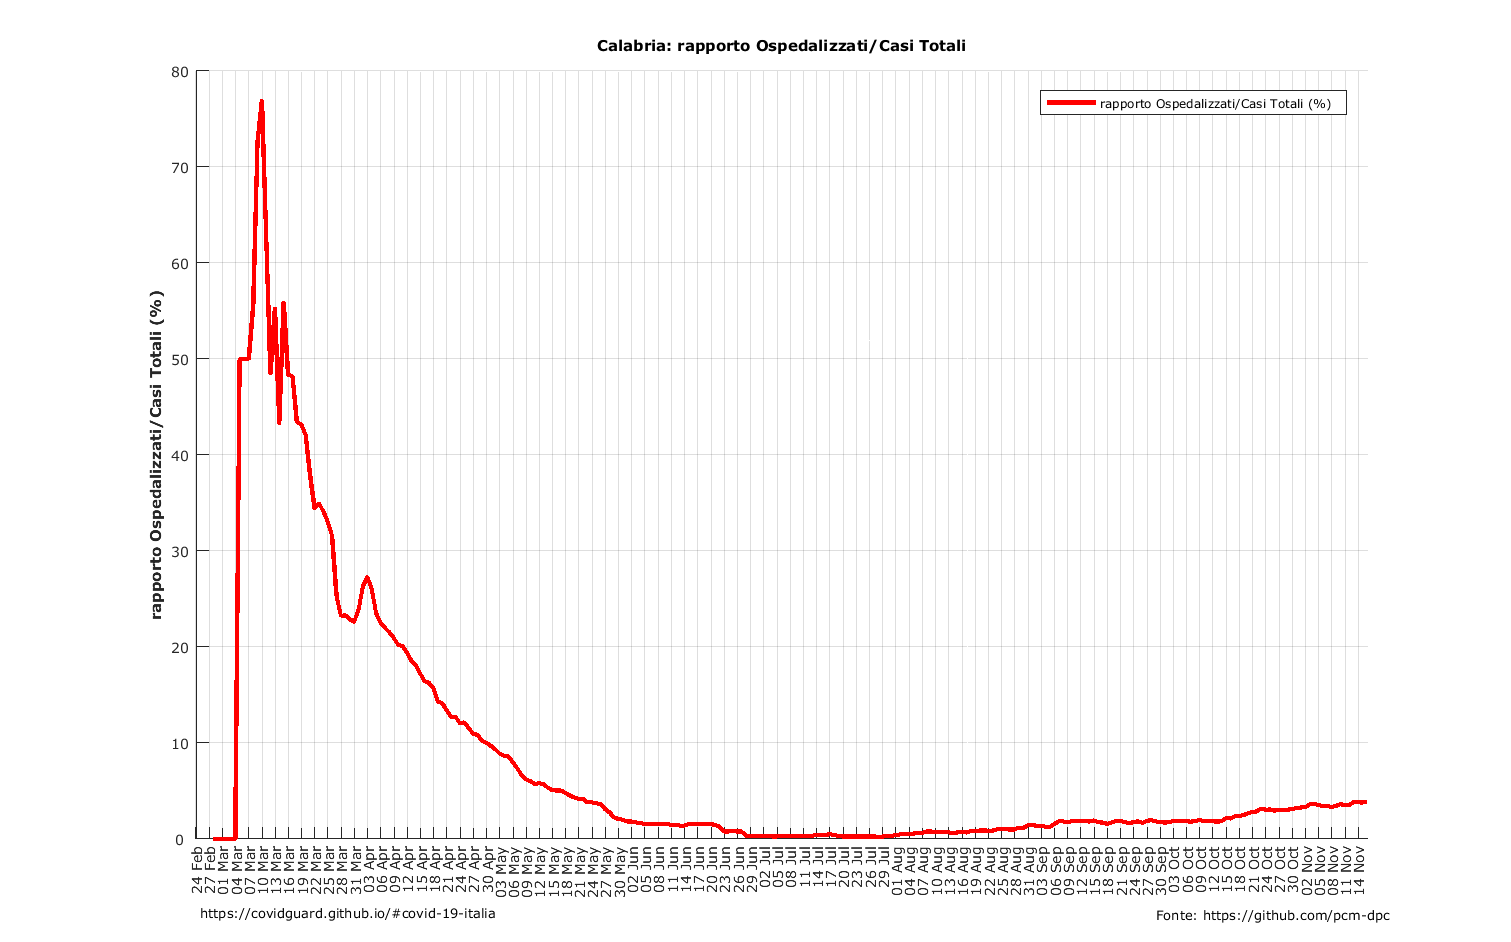 Calabria: rapporto Ospedalizzati/Casi Totali
rapporto Ospedalizzati/Casi Totali (%)
rapporto Ospedalizzati/Casi Totali (%)
80
70
60
50
40
30
20
10
0
24 Feb
27 Feb
01 Mar
04 Mar
07 Mar
10 Mar
13 Mar
16 Mar
19 Mar
22 Mar
25 Mar
28 Mar
31 Mar
03 Apr
06 Apr
09 Apr
12 Apr
15 Apr
18 Apr
21 Apr
24 Apr
27 Apr
30 Apr
03 May
06 May
09 May
12 May
15 May
18 May
21 May
24 May
27 May
30 May
02 Jun
05 Jun
08 Jun
11 Jun
14 Jun
17 Jun
20 Jun
23 Jun
26 Jun
29 Jun
02 Jul
05 Jul
08 Jul
11 Jul
14 Jul
17 Jul
20 Jul
23 Jul
26 Jul
29 Jul
01 Aug
04 Aug
07 Aug
10 Aug
13 Aug
16 Aug
19 Aug
22 Aug
25 Aug
28 Aug
31 Aug
03 Sep
06 Sep
09 Sep
12 Sep
15 Sep
18 Sep
21 Sep
24 Sep
27 Sep
30 Sep
03 Oct
06 Oct
09 Oct
12 Oct
15 Oct
18 Oct
21 Oct
24 Oct
27 Oct
30 Oct
02 Nov
05 Nov
08 Nov
11 Nov
14 Nov
https://covidguard.github.io/#covid-19-italia
Fonte: https://github.com/pcm-dpc